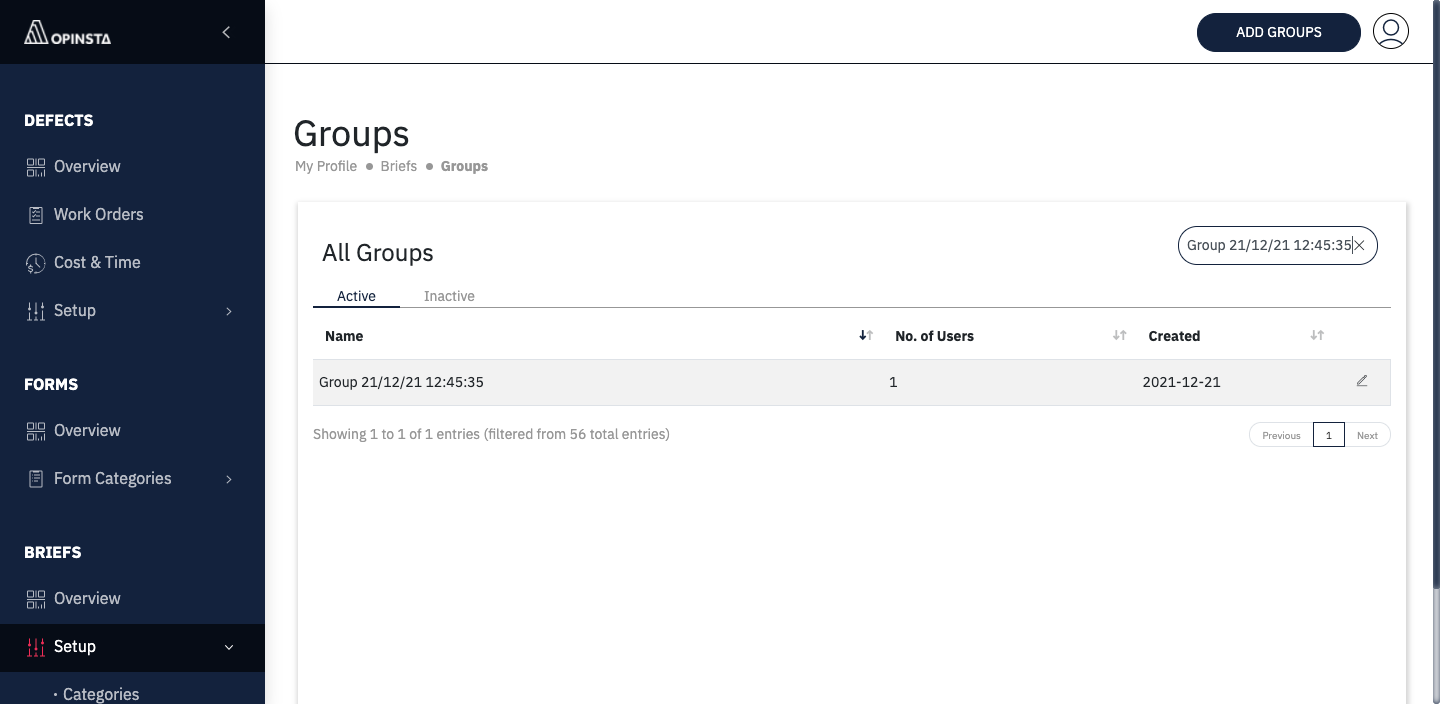 OPINSTA
ADD GROUPS
DEFECTS
Overview
Work Orders
Cost & Time
Setup
FORMS
Overview
Form Categories
BRIEFS
Overview
Setup
· Categories
Groups
My Profile ● Briefs ● Groups
All Groups
Group 21/12/21 12:45:35
Active Inactive
Name No. of Users Created
Group 21/12/21 12:45:35 1 2021-12-21
Showing 1 to 1 of 1 entries (filtered from 56 total entries)
Previous 1 Next